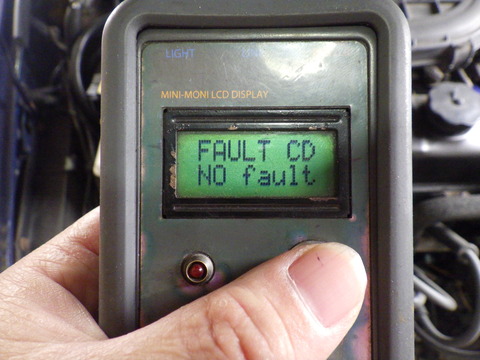 LIGHT
MINI-MONI LCD DISPLAY
FAULT CD
NO fault